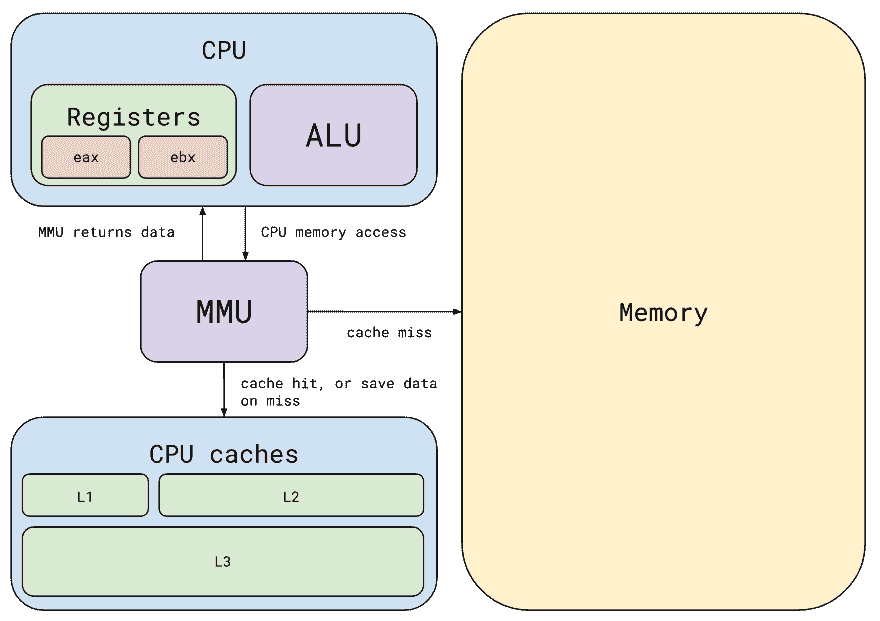 CPU
Registers
ALU
eax
ebx
MMU returns data
CPU memory access
MMU
cache miss
Memory
cache hit, or save data
on miss
CPU caches
L1
L2
L3